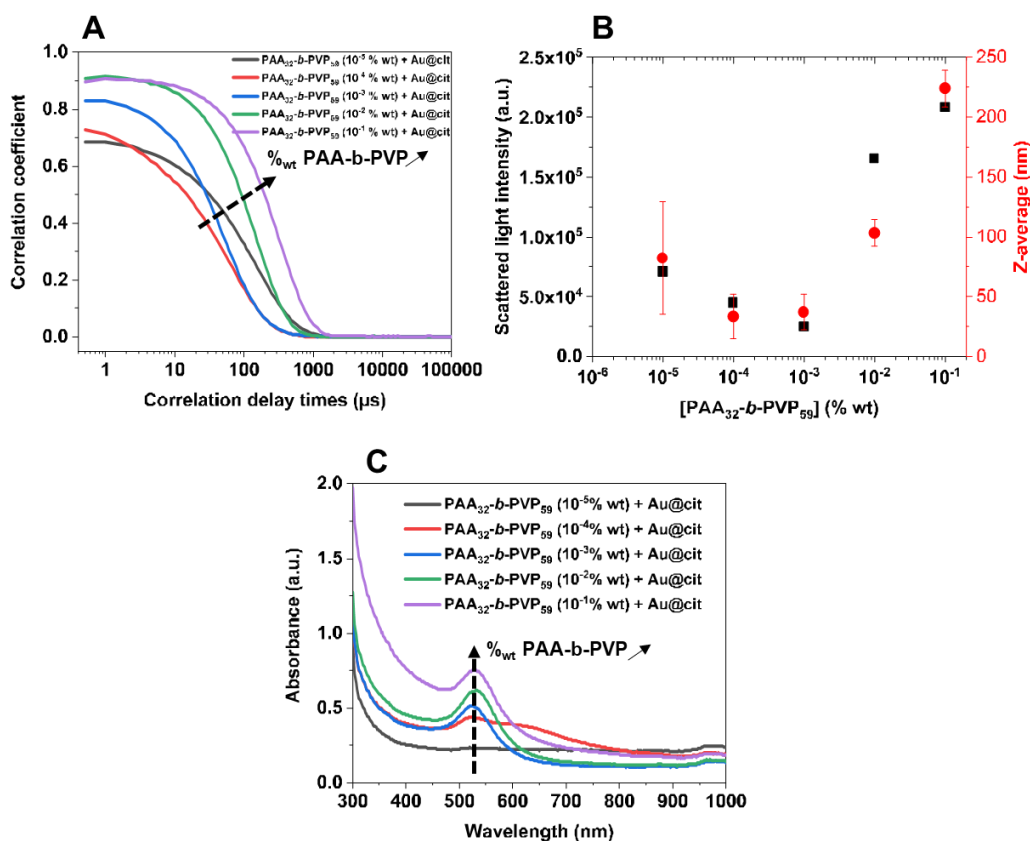 A
Correlation coefficient
1.0
0.8
0.6
0.4
0.2
0.0
PAA₃₂-b-PVP₅₉ (10⁻⁵ % wt) + Au@cit
PAA₃₂-b-PVP₅₉ (10⁻⁴ % wt) + Au@cit
PAA₃₂-b-PVP₅₉ (10⁻³ % wt) + Au@cit
PAA₃₂-b-PVP₅₉ (10⁻² % wt) + Au@cit
PAA₃₂-b-PVP₅₉ (10⁻¹ % wt) + Au@cit
%wt PAA-b-PVP ↗
1 10 100 1000 10000 100000
Correlation delay times (µs)
B
Scattered light intensity (a.u.)
2.5x10⁵
2.0x10⁵
1.5x10⁵
1.0x10⁵
5.0x10⁴
0.0
250
200
150
100
50
0
Z-average (nm)
10⁻⁶ 10⁻⁵ 10⁻⁴ 10⁻³ 10⁻² 10⁻¹
[PAA₃₂-b-PVP₅₉] (% wt)
C
Absorbance (a.u.)
2.0
1.5
1.0
0.5
0.0
PAA₃₂-b-PVP₅₉ (10⁻⁵% wt) + Au@cit
PAA₃₂-b-PVP₅₉ (10⁻⁴% wt) + Au@cit
PAA₃₂-b-PVP₅₉ (10⁻³% wt) + Au@cit
PAA₃₂-b-PVP₅₉ (10⁻²% wt) + Au@cit
PAA₃₂-b-PVP₅₉ (10⁻¹% wt) + Au@cit
%wt PAA-b-PVP ↗
300 400 500 600 700 800 900 1000
Wavelength (nm)